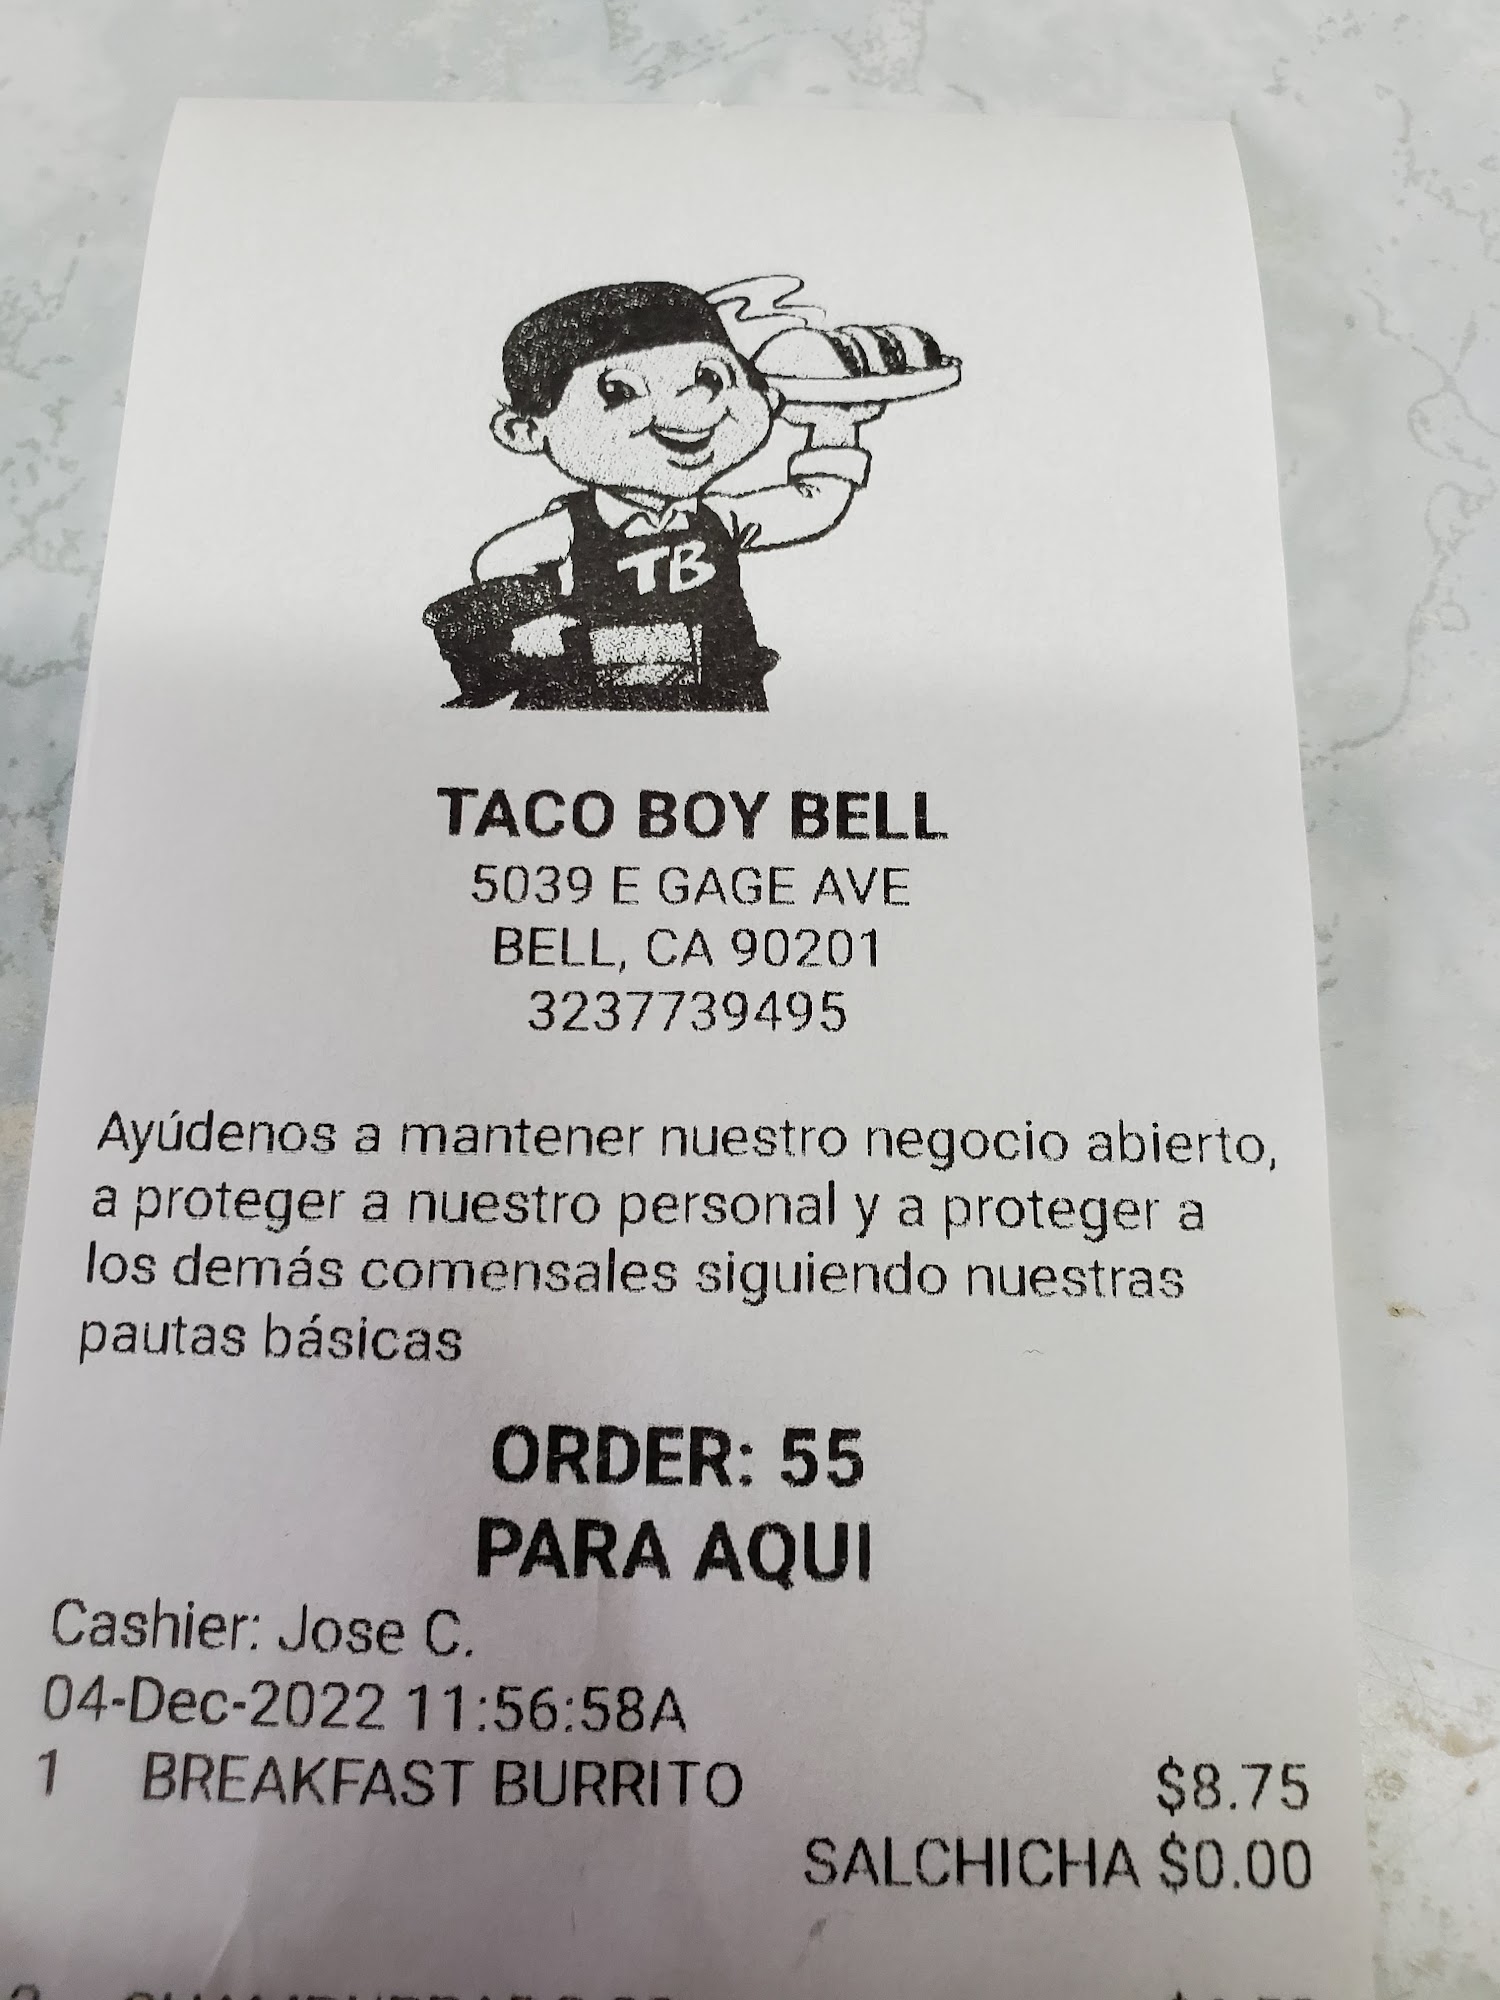 TB
TACO BOY BELL
5039 E GAGE AVE
BELL, CA 90201
3237739495
Ayúdenos a mantener nuestro negocio abierto,
a proteger a nuestro personal y a proteger a
los demás comensales siguiendo nuestras
pautas básicas
ORDER: 55
PARA AQUI
Cashier: Jose C.
04-Dec-2022 11:56:58A
1 BREAKFAST BURRITO $8.75
SALCHICHA $0.00